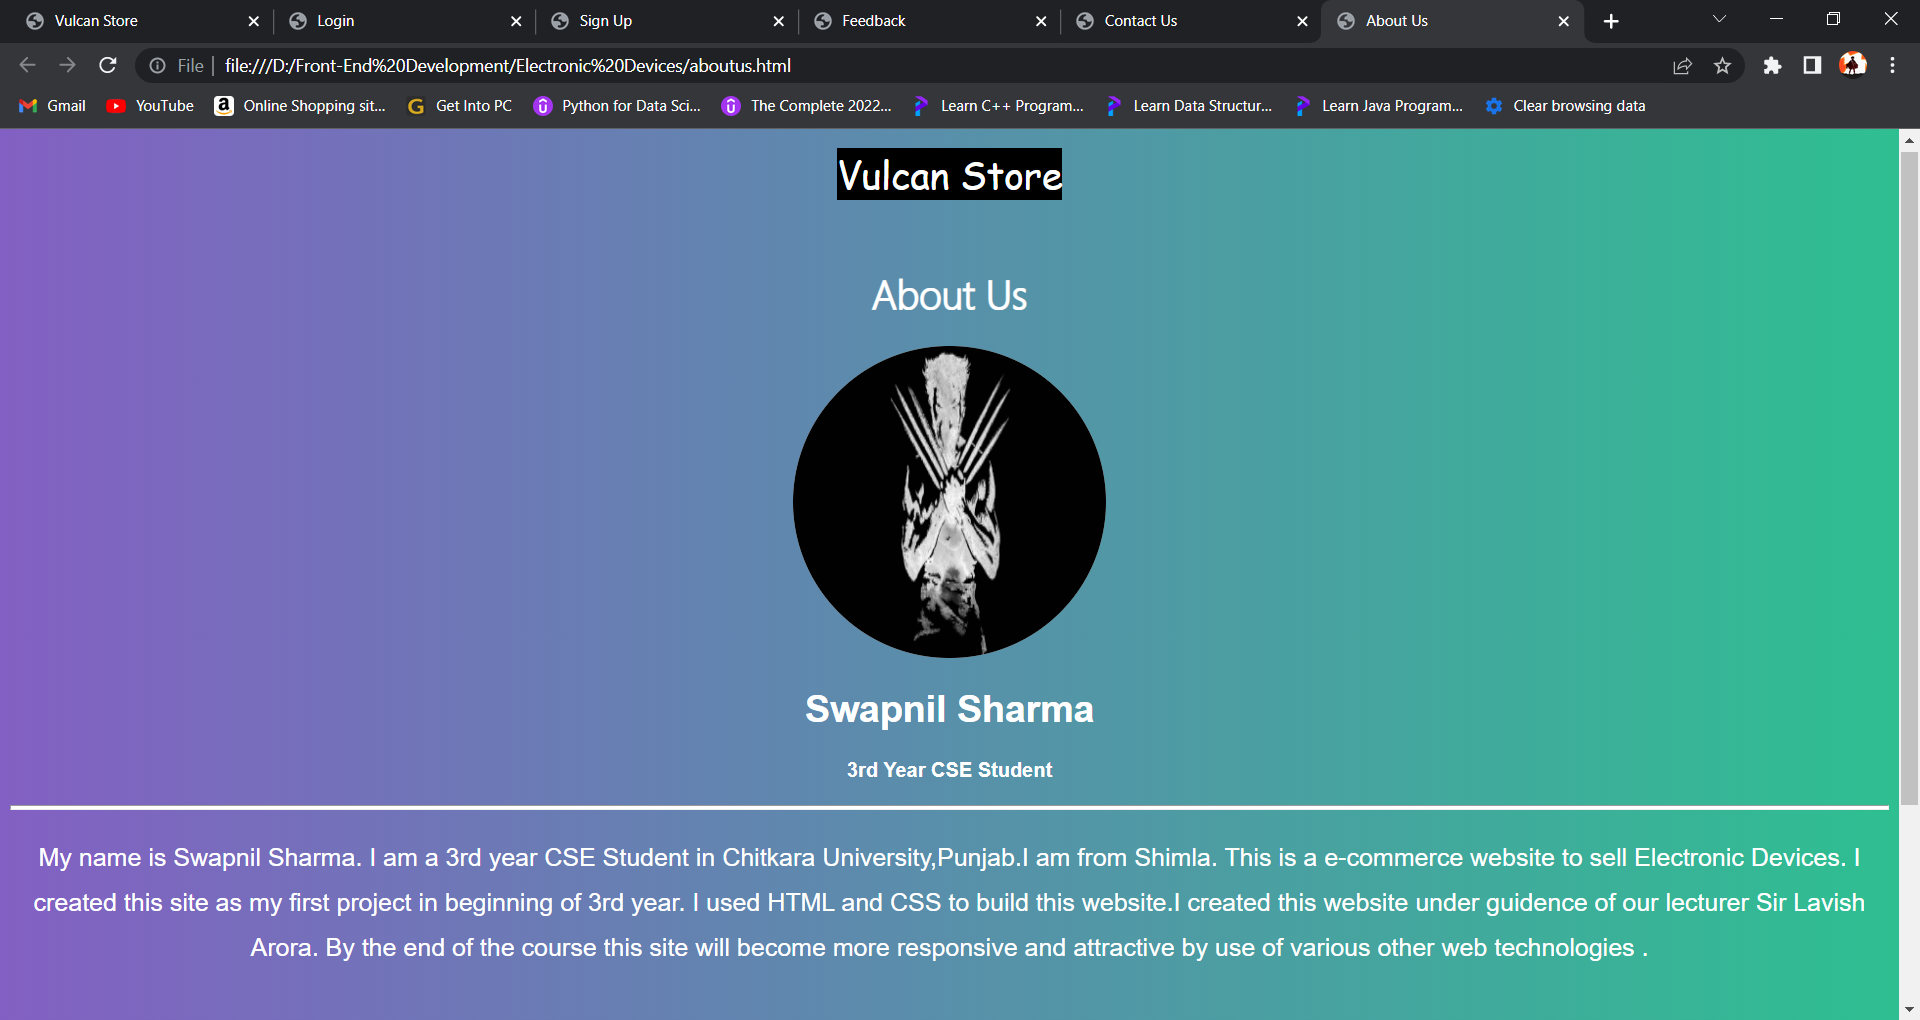 Vulcan Store
Login
Sign Up
Feedback
Contact Us
About Us
File
file:///D:/Front-End%20Development/Electronic%20Devices/aboutus.html
Gmail
YouTube
Online Shopping sit...
Get Into PC
Python for Data Sci...
The Complete 2022...
Learn C++ Program...
Learn Data Structur...
Learn Java Program...
Clear browsing data
Vulcan Store
About Us
Swapnil Sharma
3rd Year CSE Student
My name is Swapnil Sharma. I am a 3rd year CSE Student in Chitkara University,Punjab.I am from Shimla. This is a e-commerce website to sell Electronic Devices. I
created this site as my first project in beginning of 3rd year. I used HTML and CSS to build this website.I created this website under guidence of our lecturer Sir Lavish
Arora. By the end of the course this site will become more responsive and attractive by use of various other web technologies .